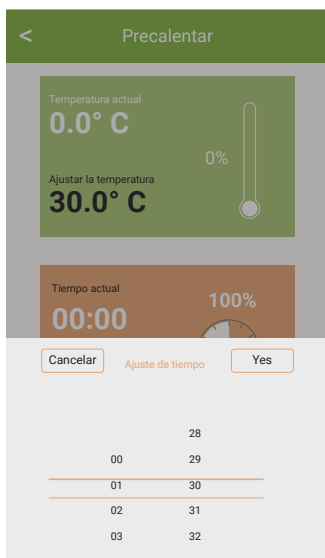 < Precalentar
Temperatura actual
0.0° C
0%
Ajustar la temperatura
30.0° C
Tiempo actual
100%
00:00
Cancelar Ajuste de tiempo Yes
28
00 29
01 30
02 31
03 32